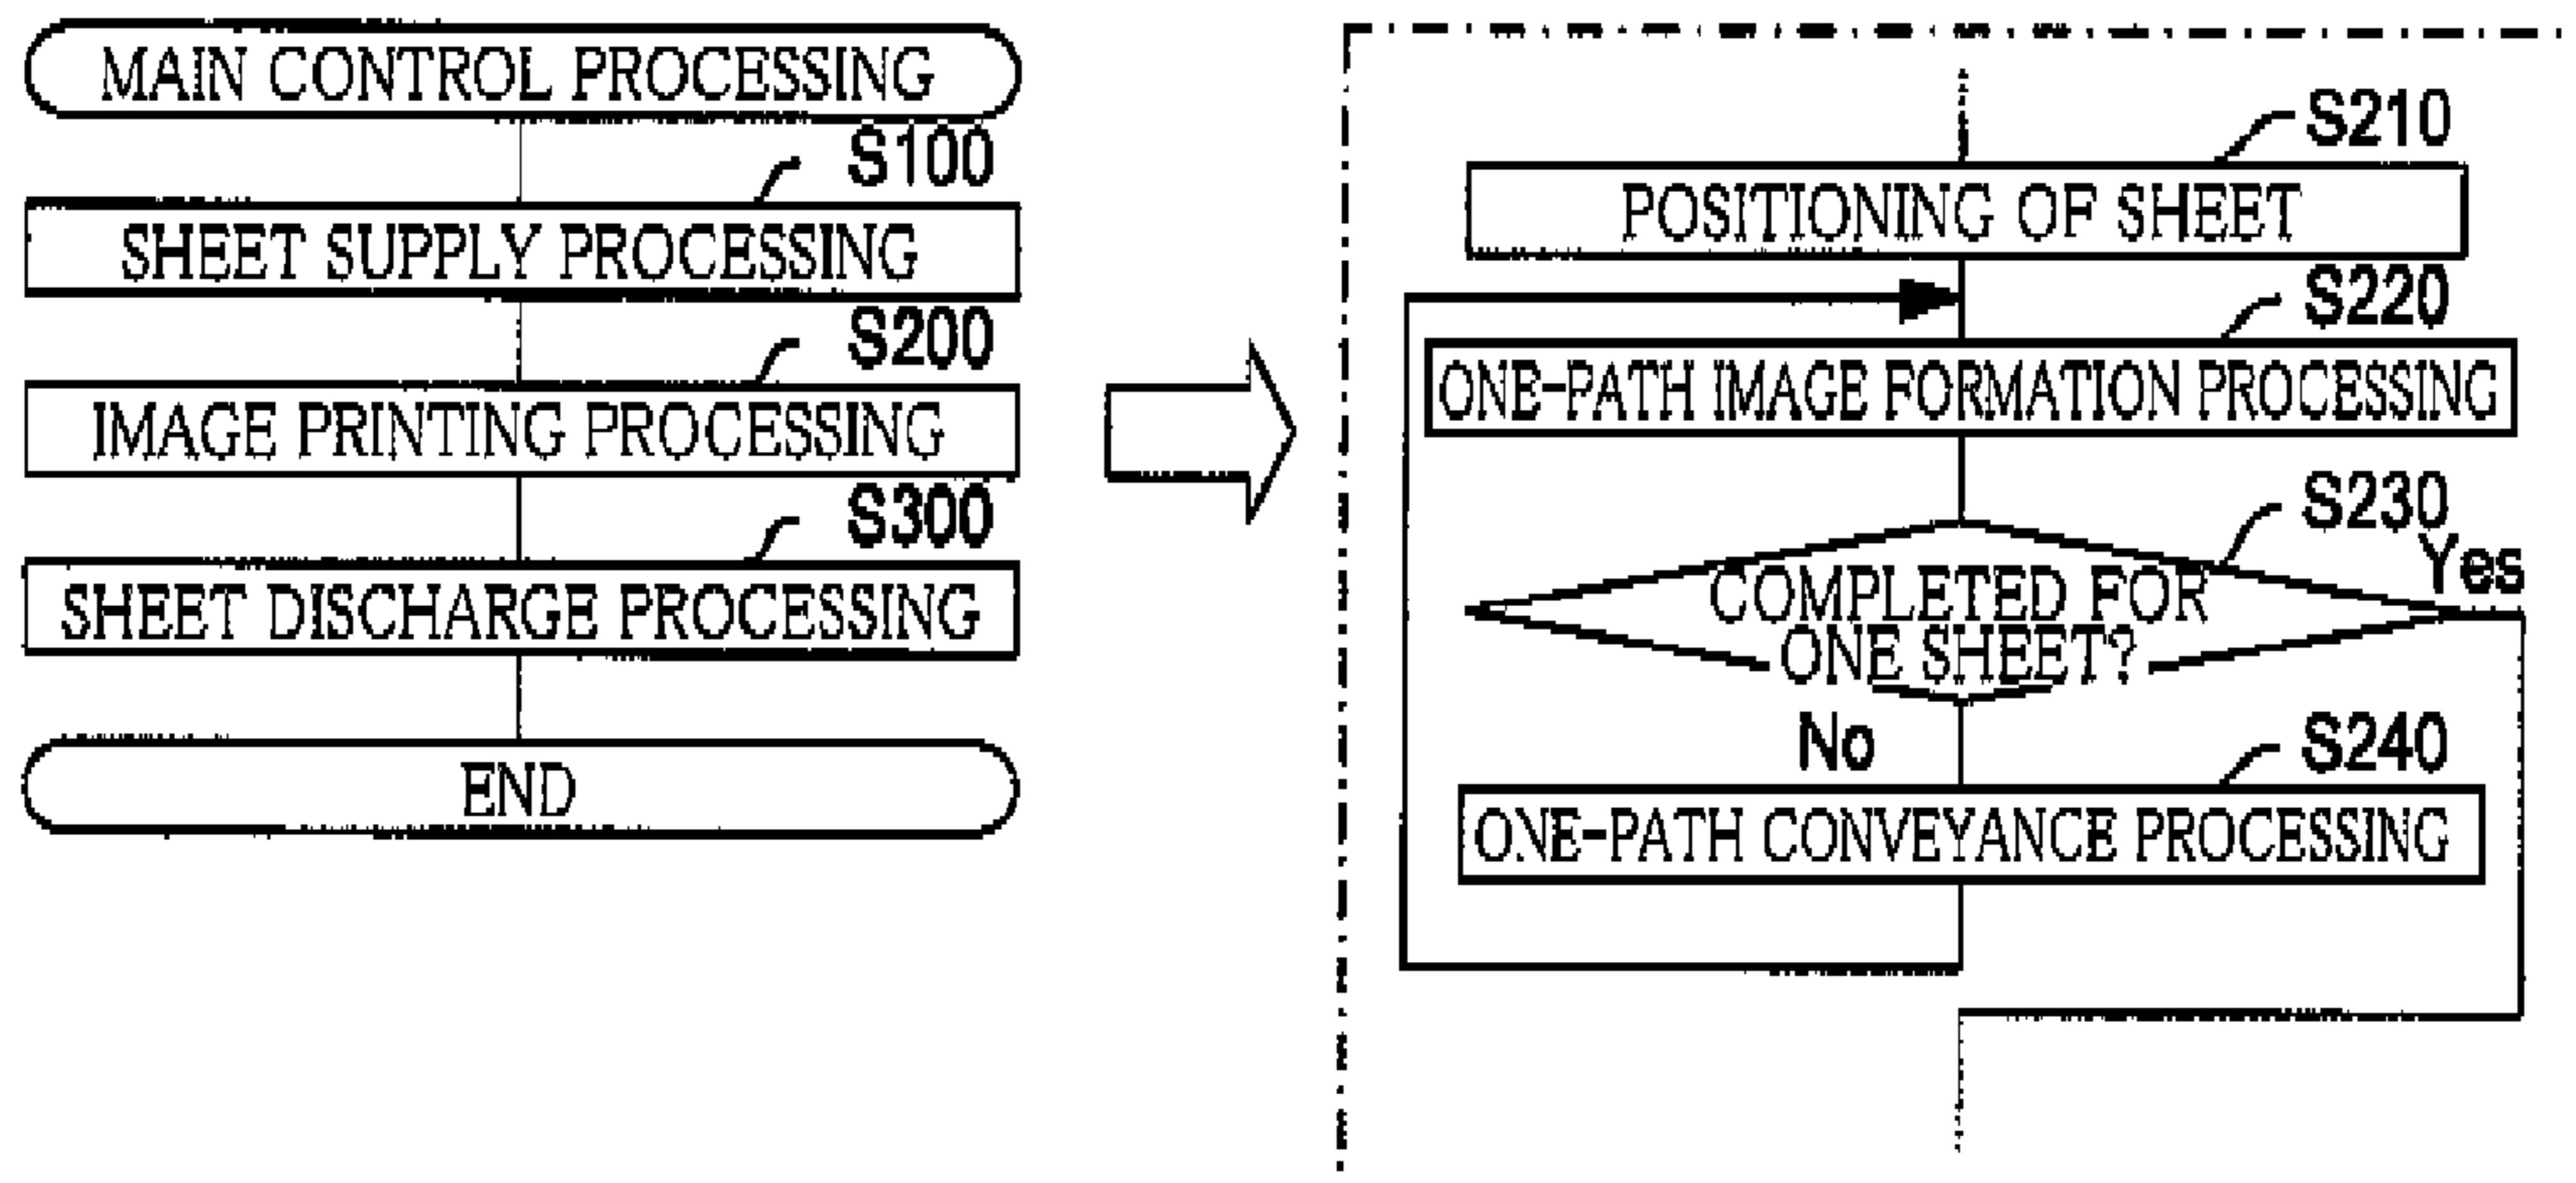 MAIN CONTROL PROCESSING
S100
SHEET SUPPLY PROCESSING
S200
IMAGE PRINTING PROCESSING
S300
SHEET DISCHARGE PROCESSING
END
S210
POSITIONING OF SHEET
S220
ONE-PATH IMAGE FORMATION PROCESSING
S230
Yes
COMPLETED FOR
ONE SHEET?
No
S240
ONE-PATH CONVEYANCE PROCESSING